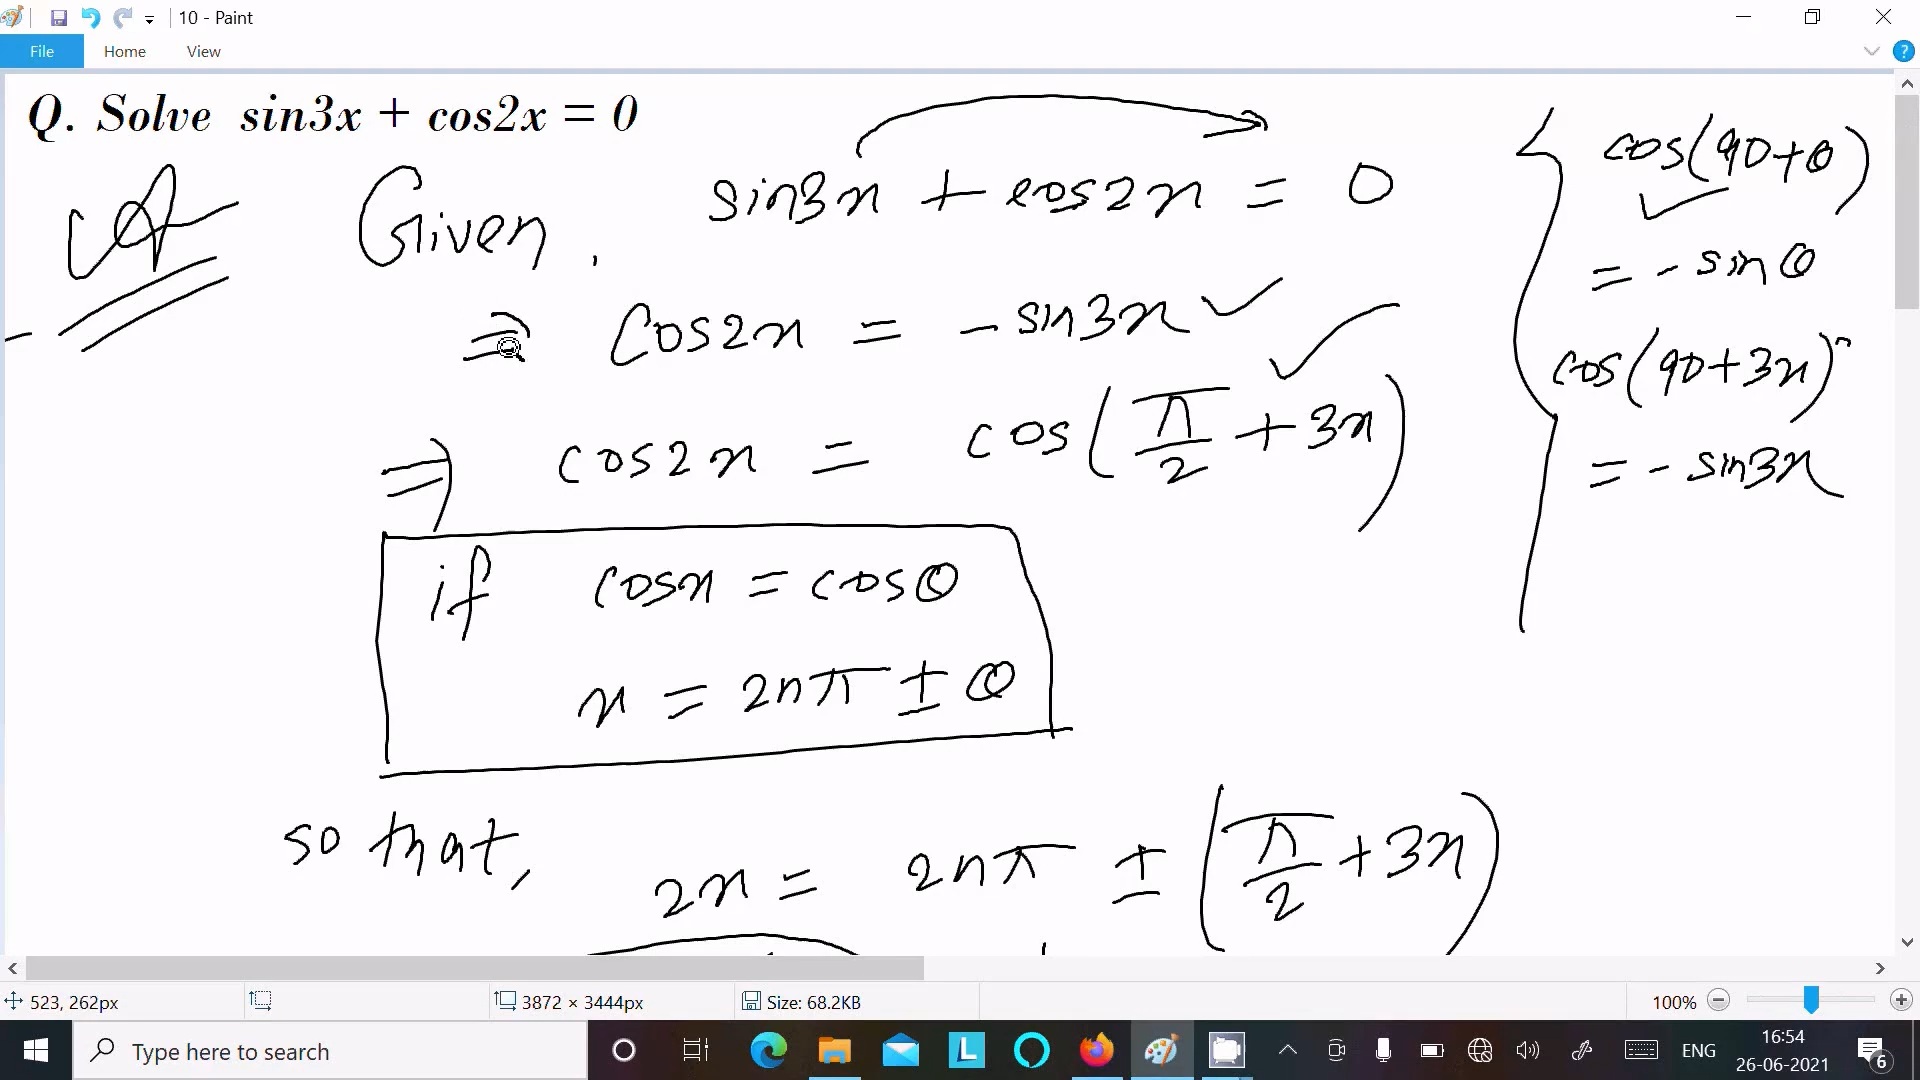 10 - Paint
File Home View
Q. Solve sin3x + cos2x = 0
Given, sin3x + cos2x = 0
⇒ cos2x = - sin3x
⇒ cos2x = cos(π/2 + 3x)
if cosx = cosθ
x = 2nπ ± θ
so that,
2x = 2nπ ± (π/2 + 3x)
cos(90+θ)
= - sinθ
cos(90+3x)
= - sin3x
523, 262px 3872 × 3444px Size: 68.2KB 100%
Type here to search
L
ENG
16:54
26-06-2021
6